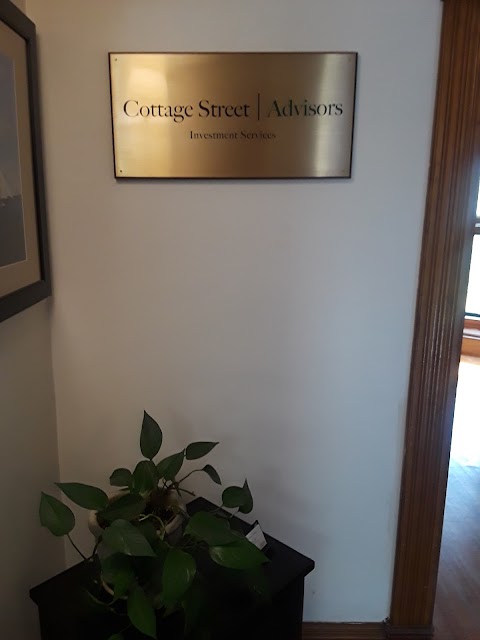 Cottage Street | Advisors
Investment Services